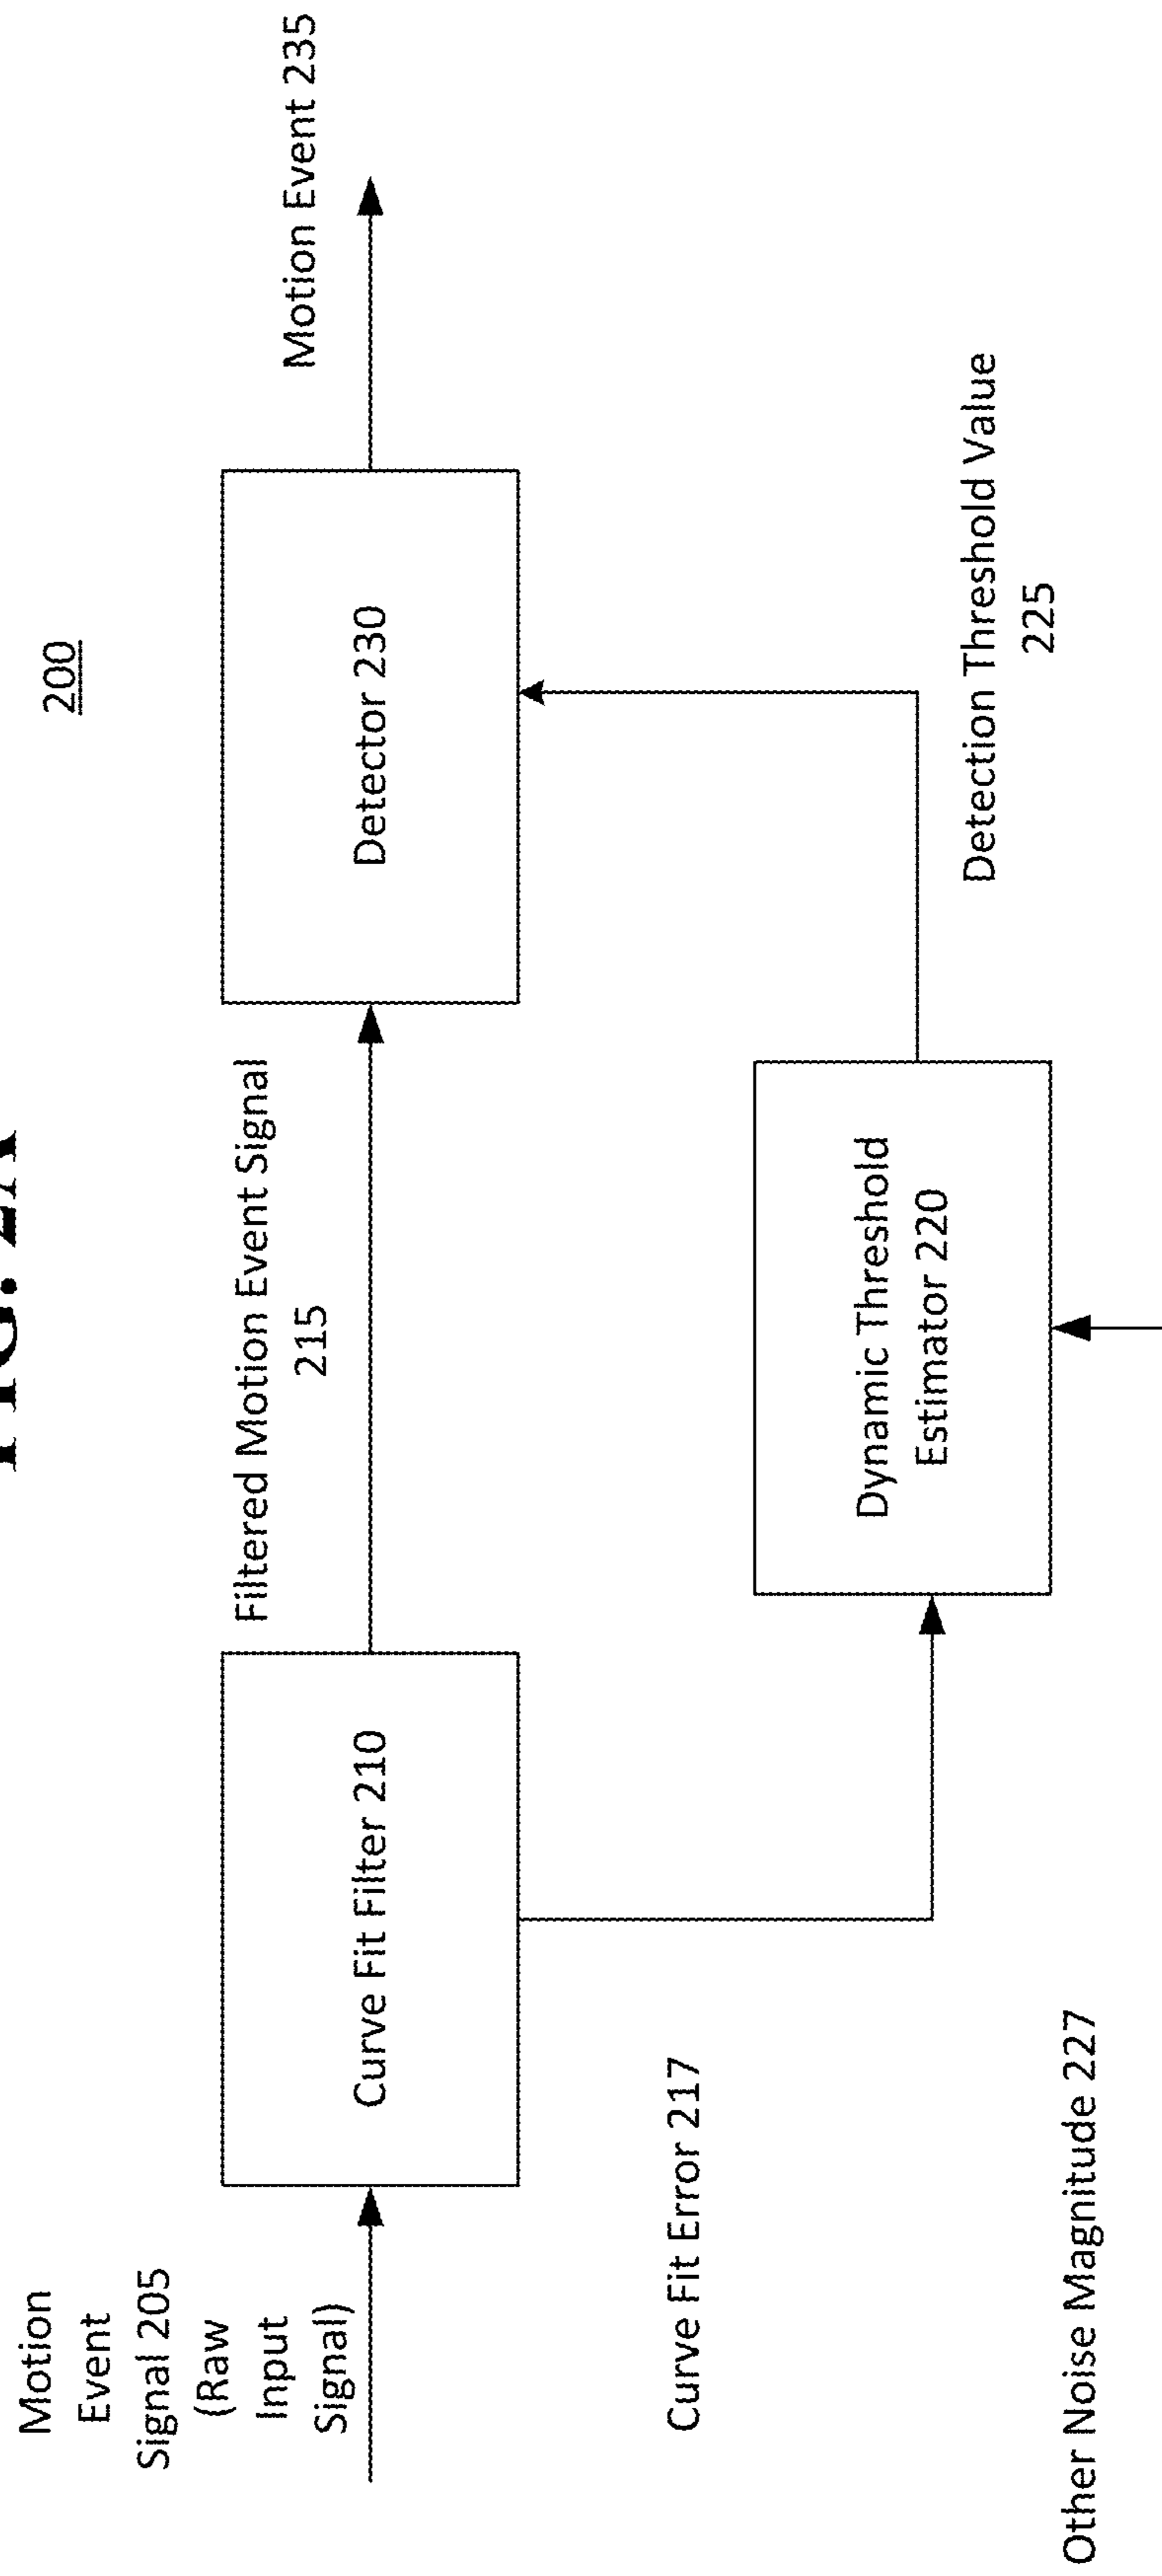 FIG. 2A
200
Motion
Event
Signal 205
(Raw
Input
Signal)
Curve Fit Filter 210
Filtered Motion Event Signal
215
Detector 230
Motion Event 235
Curve Fit Error 217
Dynamic Threshold
Estimator 220
Detection Threshold Value
225
Other Noise Magnitude 227